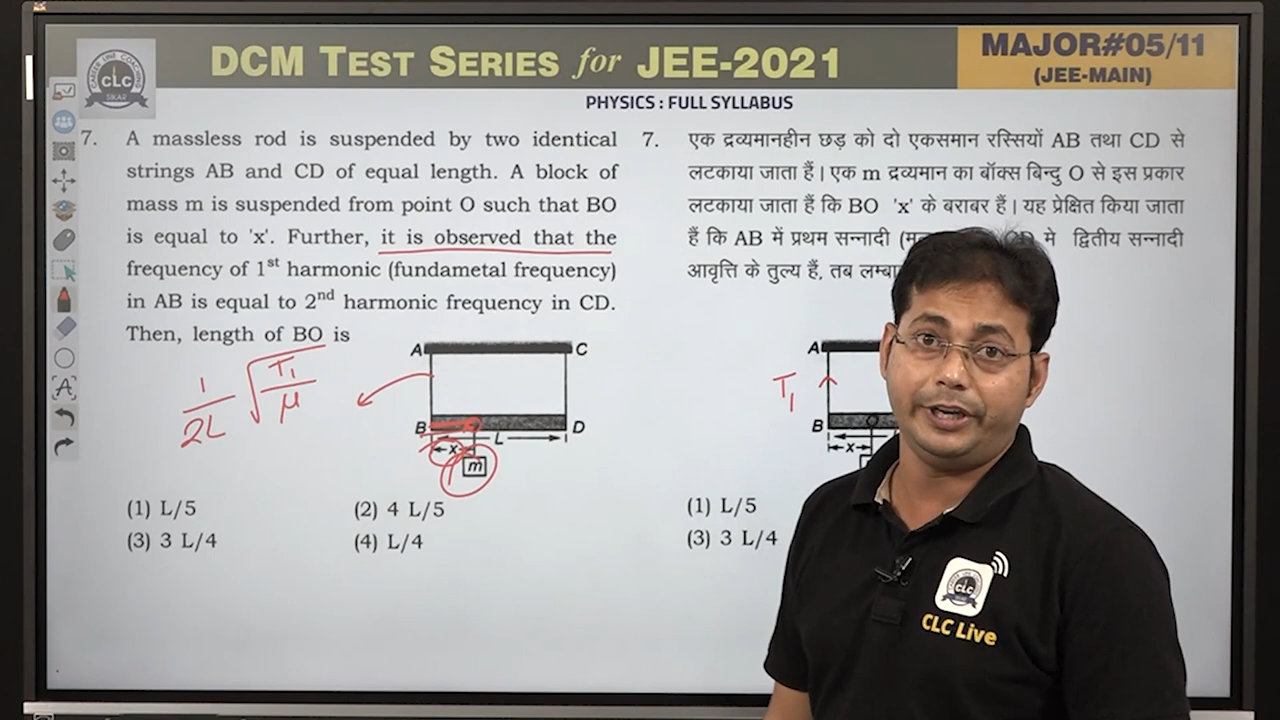 DCM TEST SERIES for JEE-2021
MAJOR#05/11
(JEE-MAIN)
CLC
SIKAR
PHYSICS : FULL SYLLABUS
7. A massless rod is suspended by two identical
strings AB and CD of equal length. A block of
mass m is suspended from point O such that BO
is equal to 'x'. Further, it is observed that the
frequency of 1st harmonic (fundametal frequency)
in AB is equal to 2nd harmonic frequency in CD.
Then, length of BO is
1/2L √T1/μ
A C
B D
x L
m
(1) L/5 (2) 4 L/5
(3) 3 L/4 (4) L/4
7. एक द्रव्यमानहीन छड़ को दो एकसमान रस्सियों AB तथा CD से
लटकाया जाता हैं। एक m द्रव्यमान का बॉक्स बिन्दु O से इस प्रकार
लटकाया जाता हैं कि BO 'x' के बराबर हैं। यह प्रेक्षित किया जाता
हैं कि AB में प्रथम सन्नादी मे द्वितीय सन्नादी
आवृत्ति के तुल्य हैं, तब
A
T1
B
x
(1) L/5
(3) 3 L/4
CLC
CLC Live